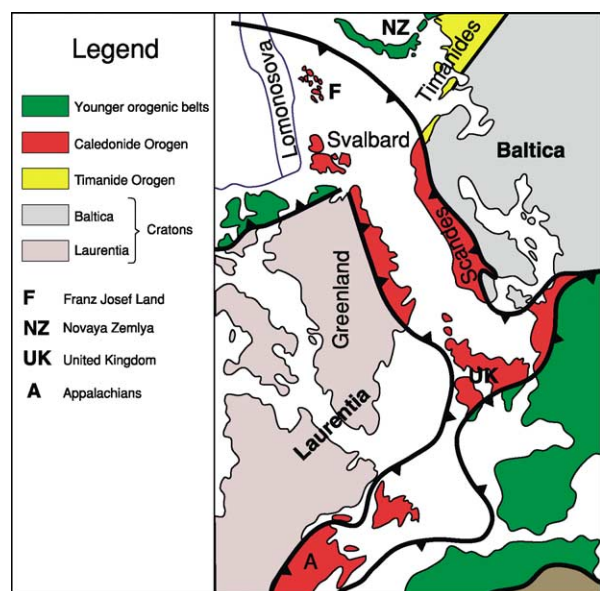 Legend
Younger orogenic belts
Caledonide Orogen
Timanide Orogen
Baltica
Cratons
Laurentia
F Franz Josef Land
NZ Novaya Zemlya
UK United Kingdom
A Appalachians
Lomonosova
NZ
Timanides
F
Svalbard
Baltica
Scandes
Greenland
UK
Laurentia
A